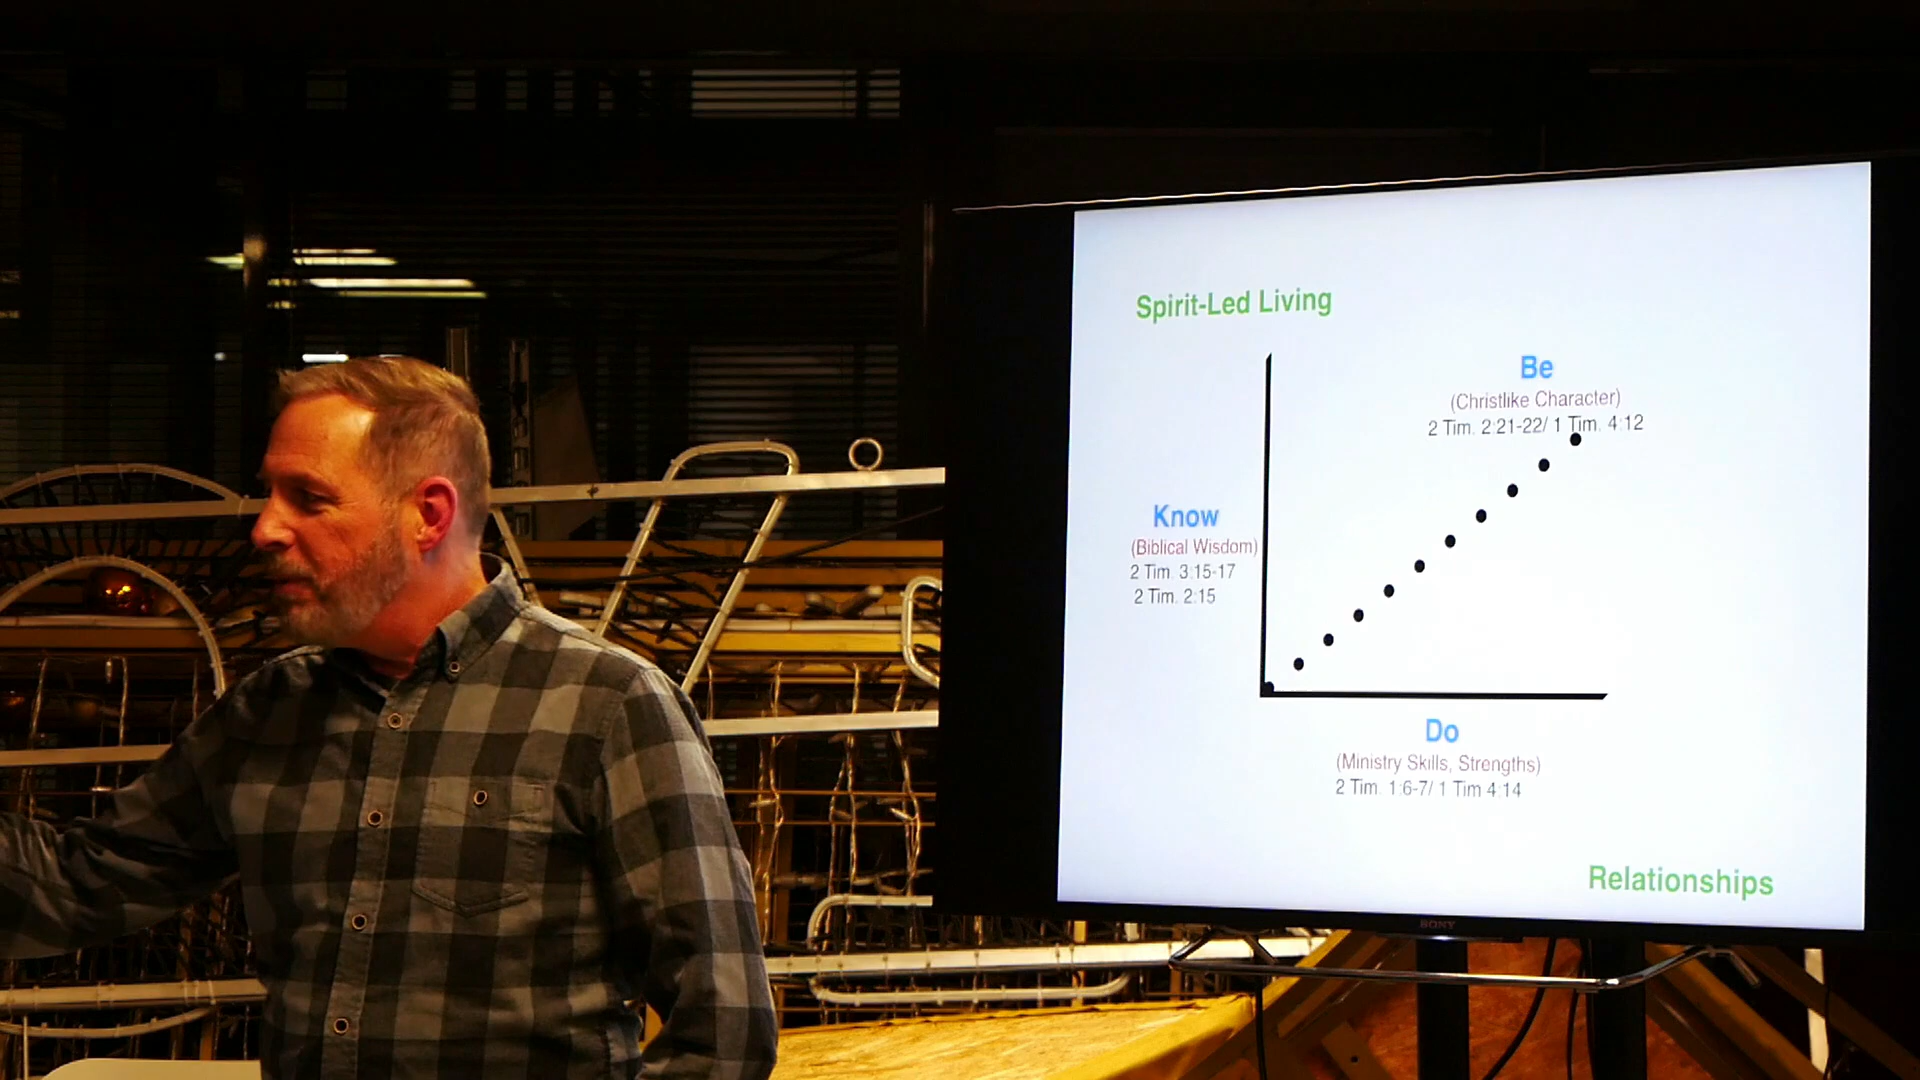 Spirit-Led Living
Be
(Christlike Character)
2 Tim. 2:21-22/ 1 Tim. 4:12
Know
(Biblical Wisdom)
2 Tim. 3:15-17
2 Tim. 2:15
Do
(Ministry Skills, Strengths)
2 Tim. 1:6-7/ 1 Tim 4:14
Relationships
SONY